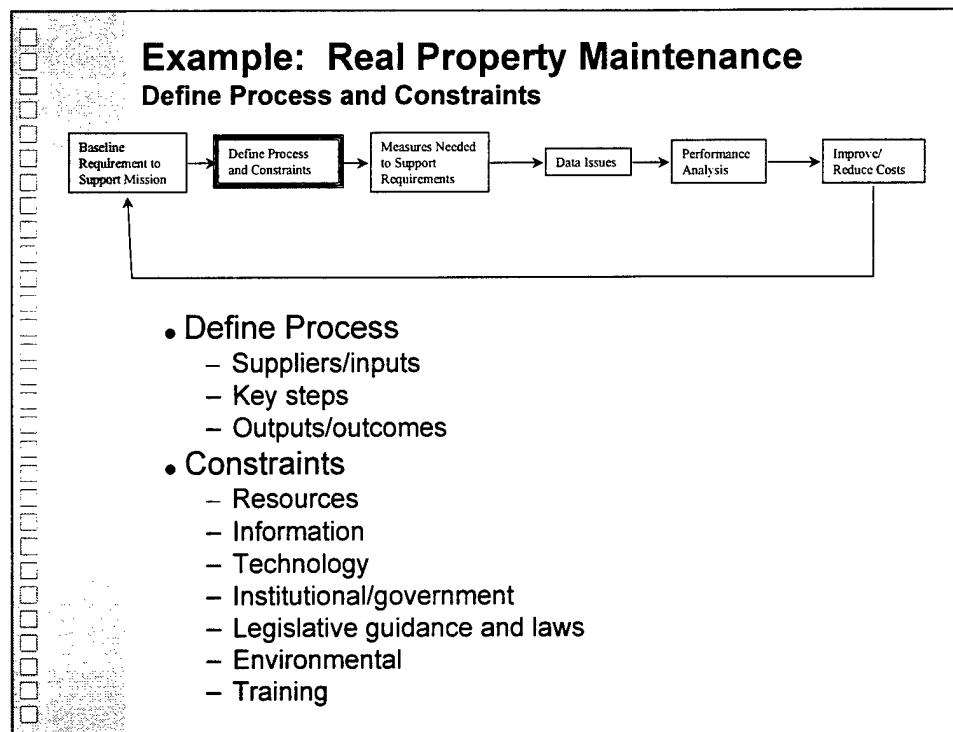 Example: Real Property Maintenance
Define Process and Constraints
Baseline
Requirement to
Support Mission
Define Process
and Constraints
Measures Needed
to Support
Requirements
Data Issues
Performance
Analysis
Improve/
Reduce Costs
• Define Process
– Suppliers/inputs
– Key steps
– Outputs/outcomes
• Constraints
– Resources
– Information
– Technology
– Institutional/government
– Legislative guidance and laws
– Environmental
– Training